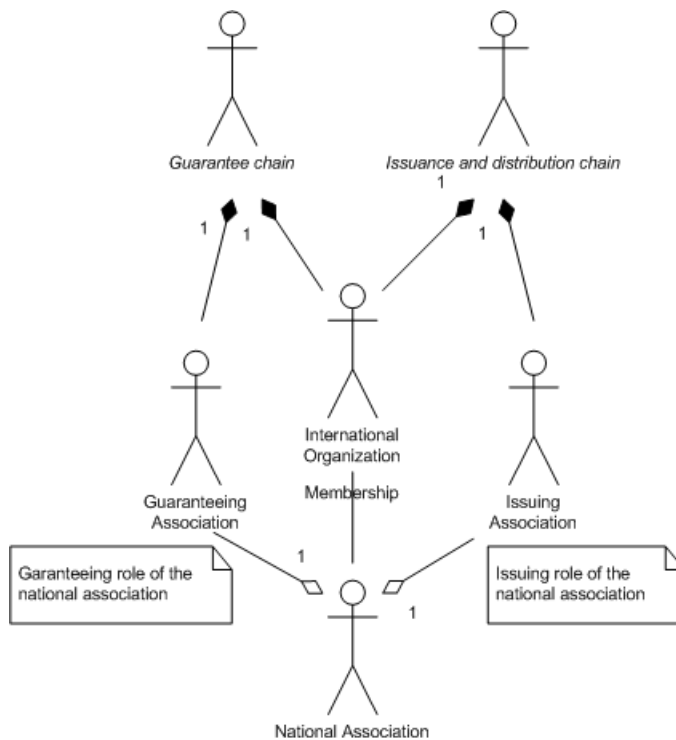 Guarantee chain
Issuance and distribution chain
1
1
1
1
International
Organization
Guaranteeing
Association
Membership
Issuing
Association
1
Garanteeing role of the
national association
Issuing role of the
national association
1
National Association